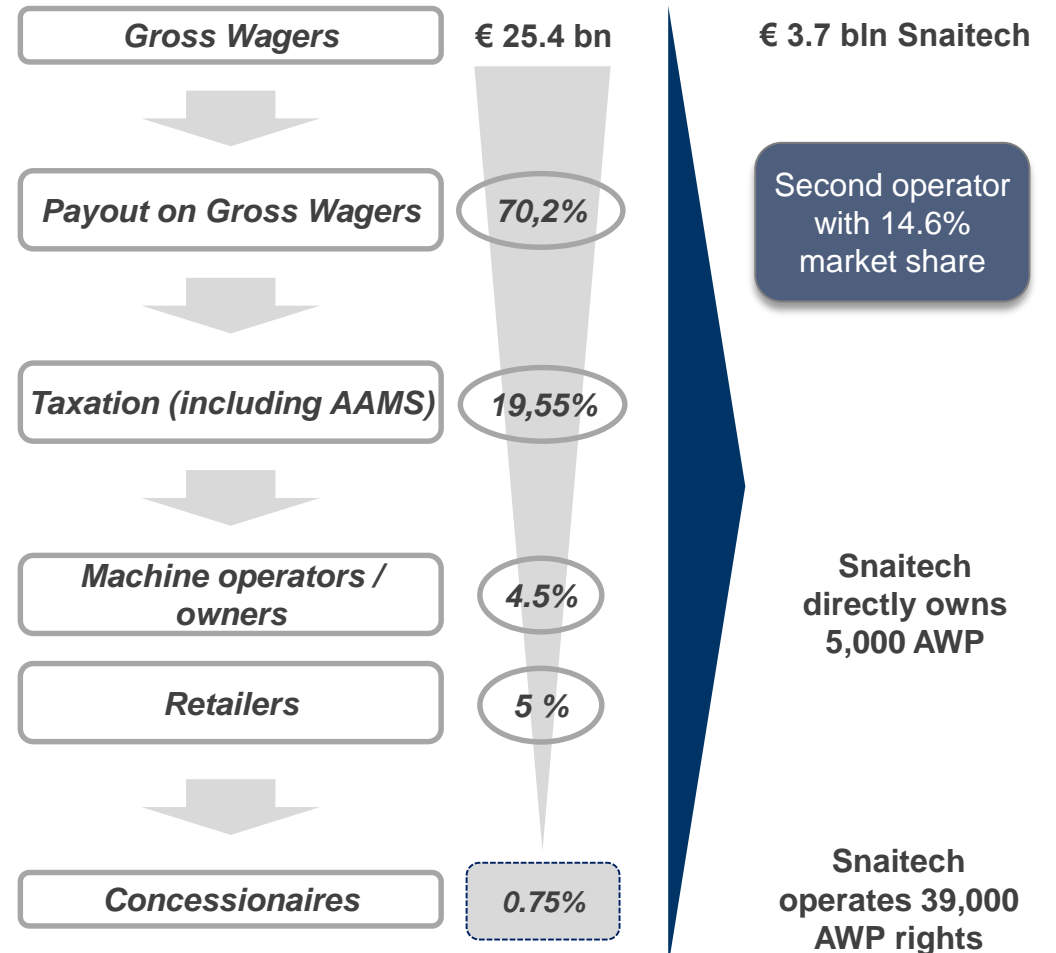 Gross Wagers
€ 25.4 bn
€ 3.7 bln Snaitech
Payout on Gross Wagers
70,2%
Second operator
with 14.6%
market share
Taxation (including AAMS)
19,55%
Machine operators /
owners
4.5%
Snaitech
directly owns
5,000 AWP
Retailers
5 %
Concessionaires
0.75%
Snaitech
operates 39,000
AWP rights